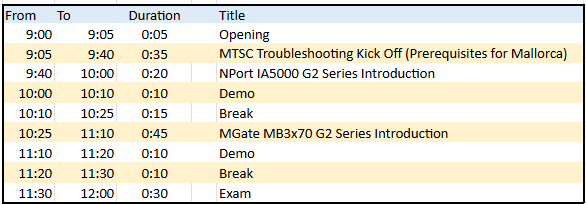 From To Duration Title
9:00 9:05 0:05 Opening
9:05 9:40 0:35 MTSC Troubleshooting Kick Off (Prerequisites for Mallorca)
9:40 10:00 0:20 NPort IA5000 G2 Series Introduction
10:00 10:10 0:10 Demo
10:10 10:25 0:15 Break
10:25 11:10 0:45 MGate MB3x70 G2 Series Introduction
11:10 11:20 0:10 Demo
11:20 11:30 0:10 Break
11:30 12:00 0:30 Exam